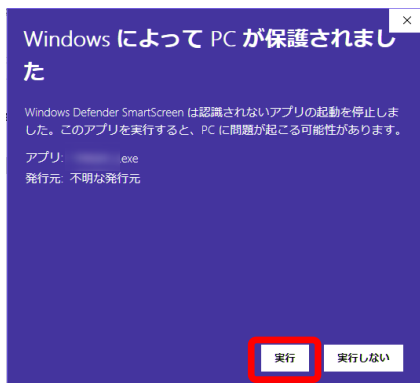 Windows によって PC が保護されまし
た
Windows Defender SmartScreen は認識されないアプリの起動を停止しま
した。このアプリを実行すると、PC に問題が起こる可能性があります。
アプリ: exe
発行元: 不明な発行元
実行 実行しない